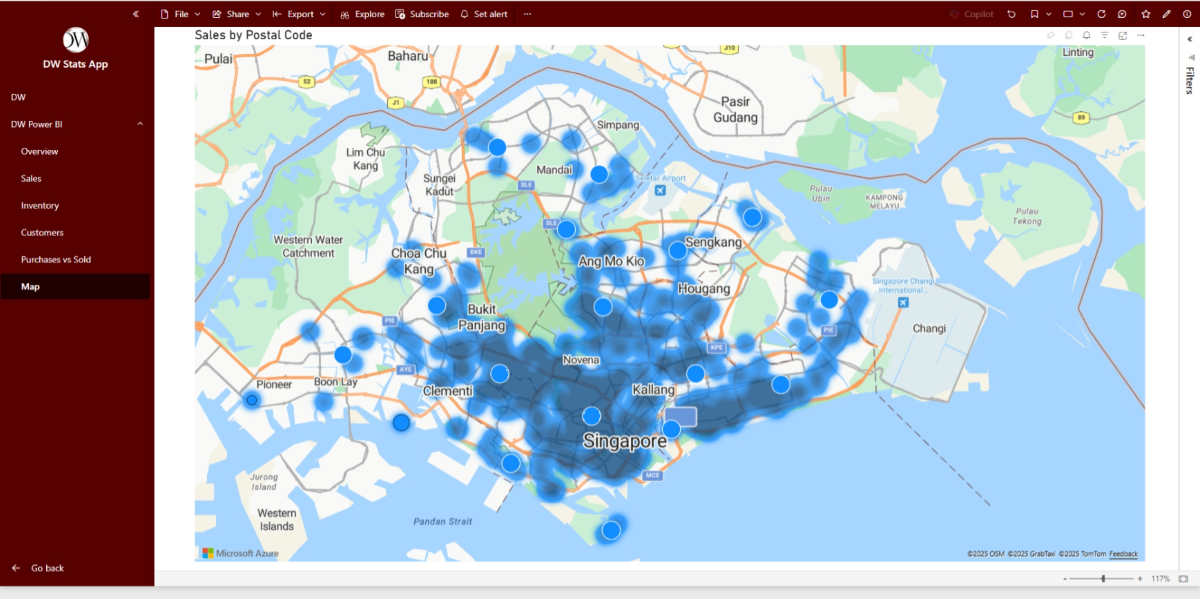 File
Share
Export
Explore
Subscribe
Set alert
Copilot
DW Stats App
DW
DW Power BI
Overview
Sales
Inventory
Customers
Purchases vs Sold
Map
Go back
Sales by Postal Code
Filters
Pulai
Baharu
J10
Linting
52
188
J1
Pasir
Gudang
89
Simpang
Lim Chu
Kang
Mandai
Sungei
Kadut
SLE
Seletar Airport
Pulau
Ubin
KAMPONG
MELAYU
Pulau
Tekong
SLE
Western Water
Catchment
Choa Chu
Kang
BKE
Sengkang
Ang Mo Kio
Hougang
Singapore Changi
International...
Bukit
Panjang
PIE
PIE
Changi
KPE
Novena
AYE
Pioneer
Boon Lay
Clementi
Kallang
Singapore
MCE
Jurong
Island
Western
Islands
Pandan Strait
Microsoft Azure
©2025 OSM ©2025 GrabTaxi ©2025 TomTom Feedback
- + 117%